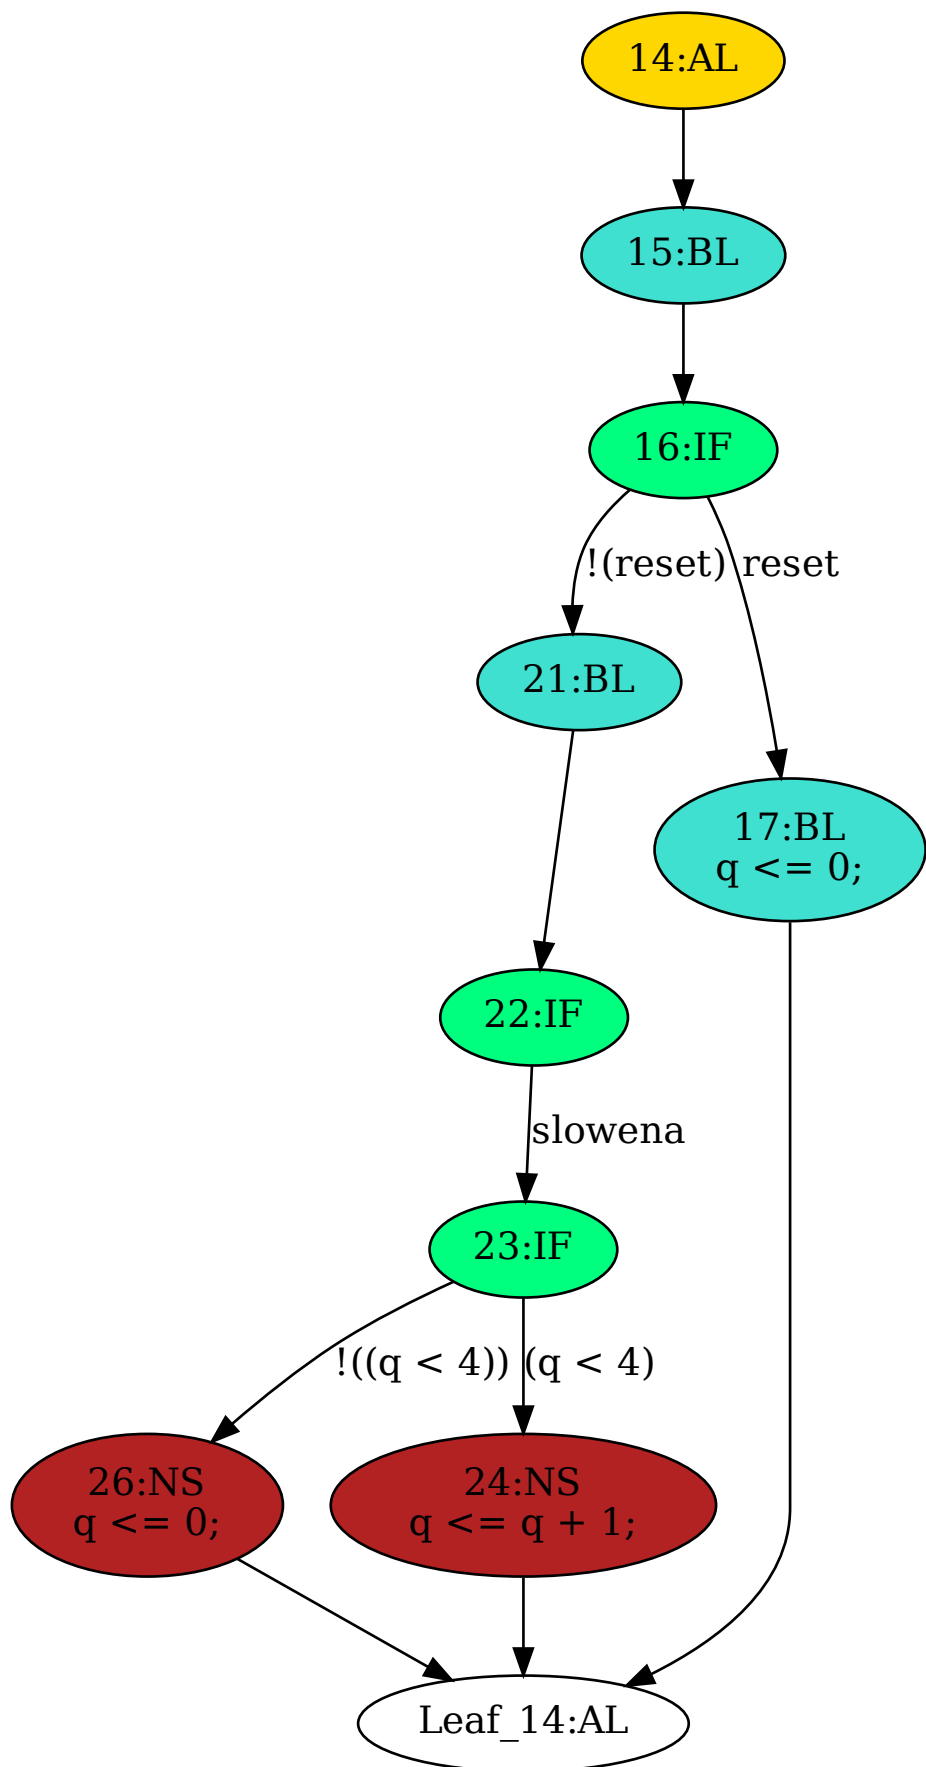 14:AL
15:BL
16:IF
!(reset)
reset
21:BL
17:BL
q <= 0;
22:IF
slowena
23:IF
!((q < 4))
(q < 4)
26:NS
q <= 0;
24:NS
q <= q + 1;
Leaf_14:AL